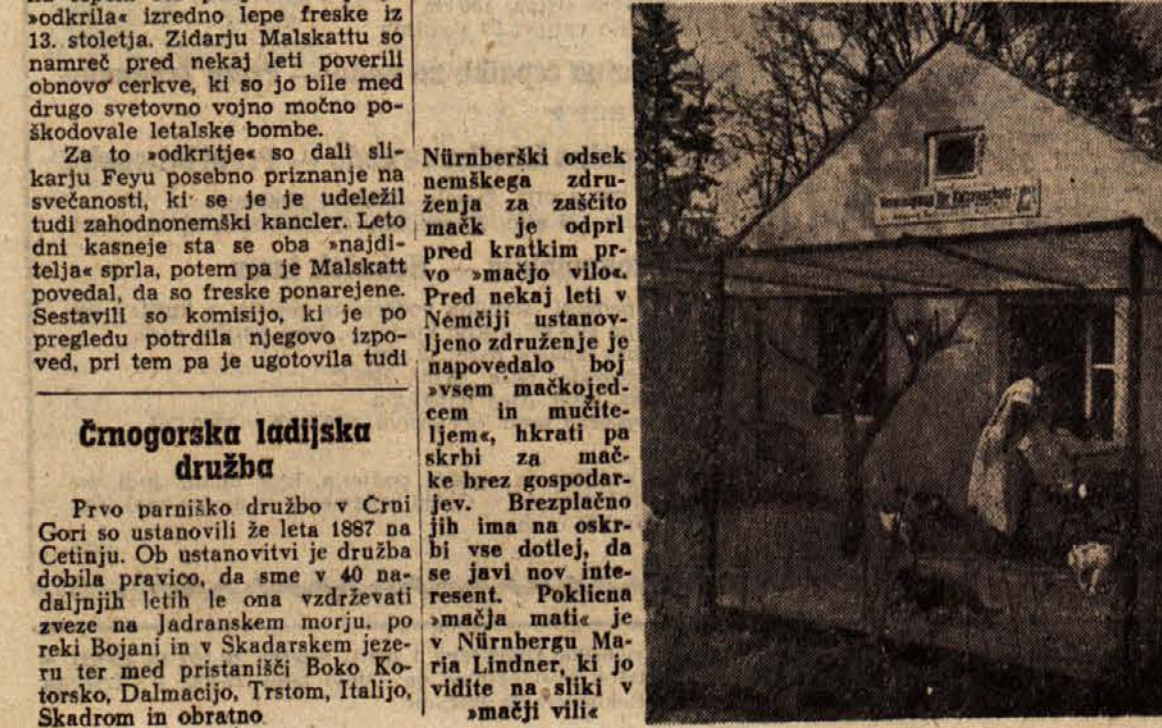 »odkrila« izredno lepe freske iz
13. stoletja. Zidarju Malskattu so
namreč pred nekaj leti poverili
obnovo cerkve, ki so jo bile med
drugo svetovno vojno močno po-
škodovale letalske bombe.
Za to »odkritje« so dali sli-
karju Feyu posebno priznanje na
svečanosti, ki se je je udeležil
tudi zahodnonemški kancler. Leto
dni kasneje sta se oba »najdi-
telja« sprla, potem pa je Malskatt
povedal, da so freske ponarejene.
Sestavili so komisijo, ki je po
pregledu potrdila njegovo izpo-
ved, pri tem pa je ugotovila tudi
Črnogorska ladijska
družba
Prvo parniško družbo v Črni
Gori so ustanovili že leta 1887 na
Cetinju. Ob ustanovitvi je družba
dobila pravico, da sme v 40 na-
daljnjih letih le ona vzdrževati
zveze na Jadranskem morju, po
reki Bojani in v Skadarskem jeze-
ru ter med pristanišči Boko Ko-
torsko, Dalmacijo, Trstom, Italijo,
Skadrom in obratno
Nürnberški odsek
nemškega zdru-
ženja za zaščito
mačk je odprl
pred kratkim pr-
vo »mačjo vilo«.
Pred nekaj leti v
Nemčiji ustanov-
ljeno združenje je
napovedalo boj
»vsem mačkojed-
cem in mučite-
ljem«, hkrati pa
skrbi za mač-
ke brez gospodar-
jev. Brezplačno
jih ima na oskr-
bi vse dotlej, da
se javi nov inte-
resent. Poklicna
»mačja mati« je
v Nürnbergu Ma-
ria Lindner, ki jo
vidite na sliki v
»mačji vili«